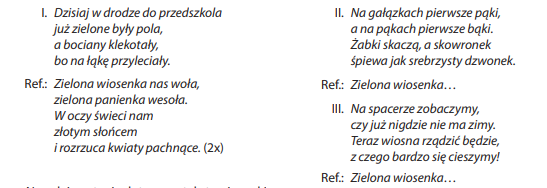 I. Dzisiaj w drodze do przedszkola
już zielone były pola,
a bociany klekotały,
bo na łąkę przyleciały.
Ref.: Zielona wiosenka nas woła,
zielona panienka wesoła.
W oczy świeci nam
złotym słońcem
i rozrzuca kwiaty pachnące. (2x)
II. Na gałązkach pierwsze pąki,
a na pąkach pierwsze bąki.
Żabki skaczą, a skowronek
śpiewa jak srebrzysty dzwonek.
Ref.: Zielona wiosenka…
III. Na spacerze zobaczymy,
czy już nigdzie nie ma zimy.
Teraz wiosna rządzić będzie,
z czego bardzo się cieszymy!
Ref.: Zielona wiosenka…